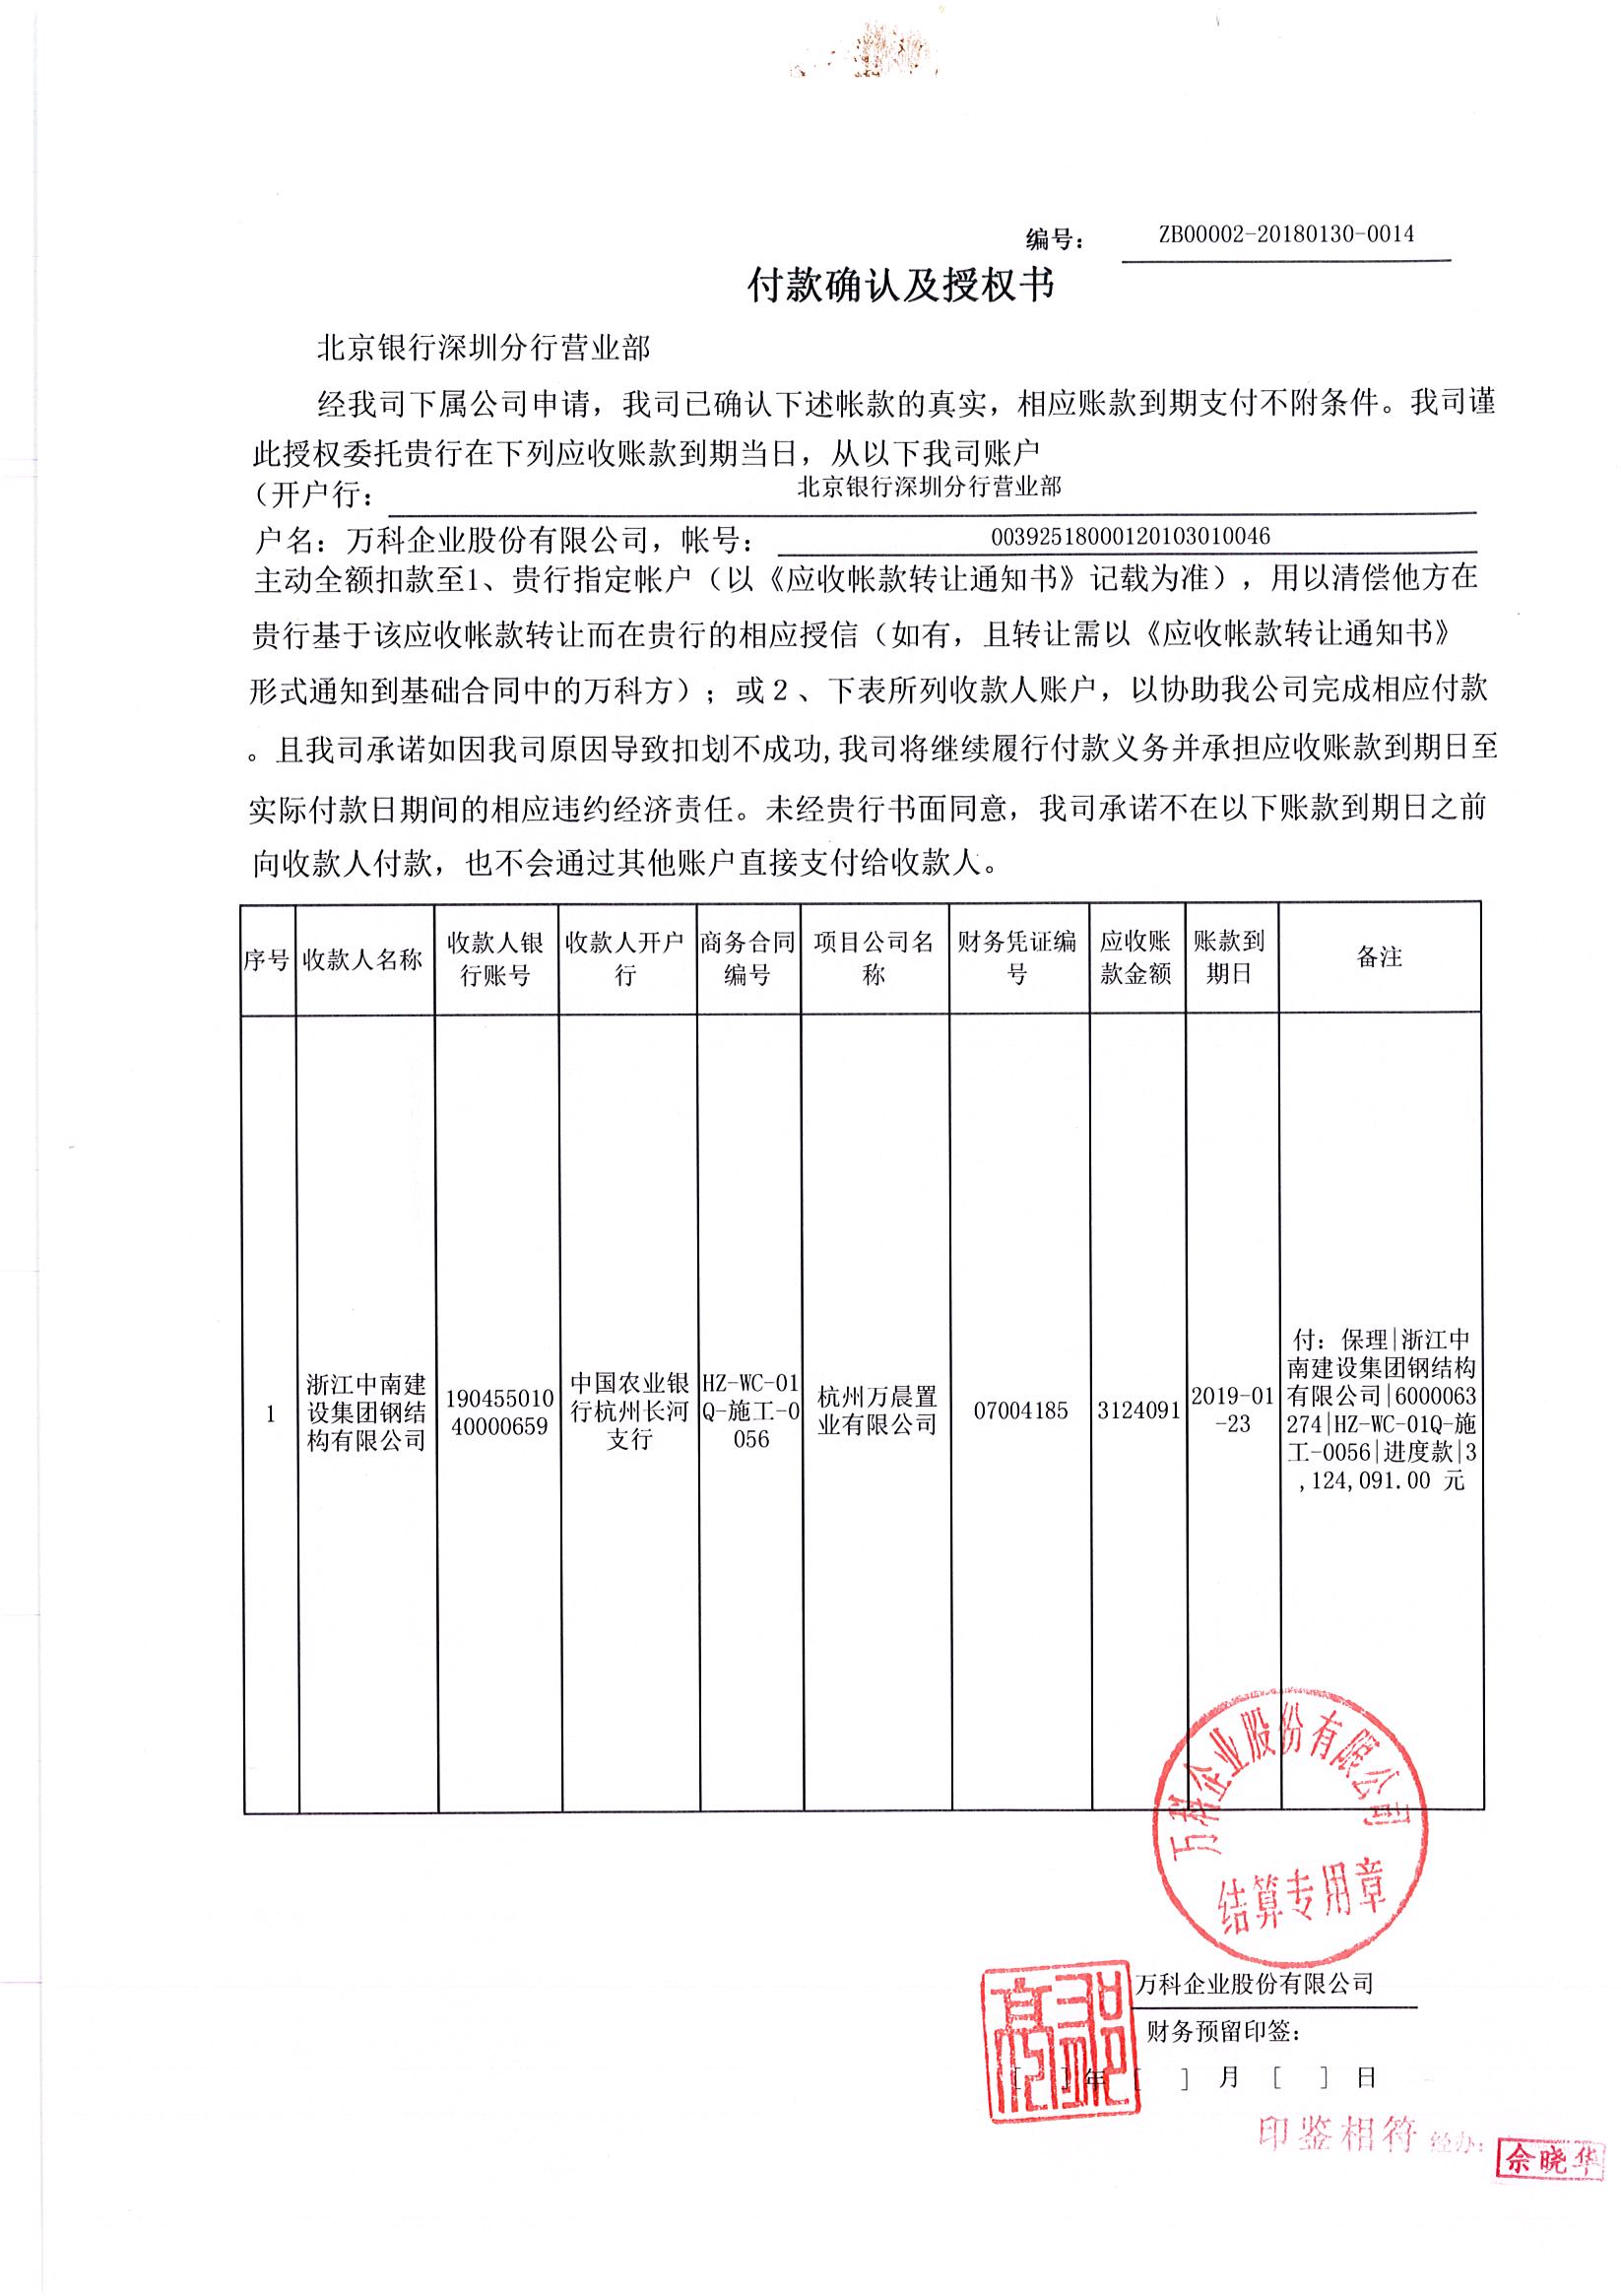 编号：ZB00002-20180130-0014
付款确认及授权书
北京银行深圳分行营业部
经我司下属公司申请，我司已确认下述帐款的真实，相应账款到期支付不附条件。我司谨
此授权委托贵行在下列应收账款到期当日，从以下我司账户
（开户行：北京银行深圳分行营业部
户名：万科企业股份有限公司，帐号：00392518000120103010046
主动全额扣款至1、贵行指定帐户（以《应收帐款转让通知书》记载为准），用以清偿他方在
贵行基于该应收帐款转让而在贵行的相应授信（如有，且转让需以《应收帐款转让通知书》
形式通知到基础合同中的万科方）；或2、下表所列收款人账户，以协助我公司完成相应付款
。且我司承诺如因我司原因导致扣划不成功,我司将继续履行付款义务并承担应收账款到期日至
实际付款日期间的相应违约经济责任。未经贵行书面同意，我司承诺不在以下账款到期日之前
向收款人付款，也不会通过其他账户直接支付给收款人。
序号
收款人名称
收款人银
行账号
收款人开户
行
商务合同
编号
项目公司名
称
财务凭证编
号
应收账
款金额
账款到
期日
备注
1
浙江中南建
设集团钢结
构有限公司
190455010
40000659
中国农业银
行杭州长河
支行
HZ-WC-01
Q-施工-0
056
杭州万晨置
业有限公司
07004185
3124091
2019-01
-23
付：保理|浙江中
南建设集团钢结构
有限公司|6000063
274|HZ-WC-01Q-施
工-0056|进度款|3
,124,091.00 元
万科企业股份有限公司
结算专用章
万科企业股份有限公司
财务预留印签：
[ ]年[ ]月[ ]日
印鉴相符 经办：
佘晓华